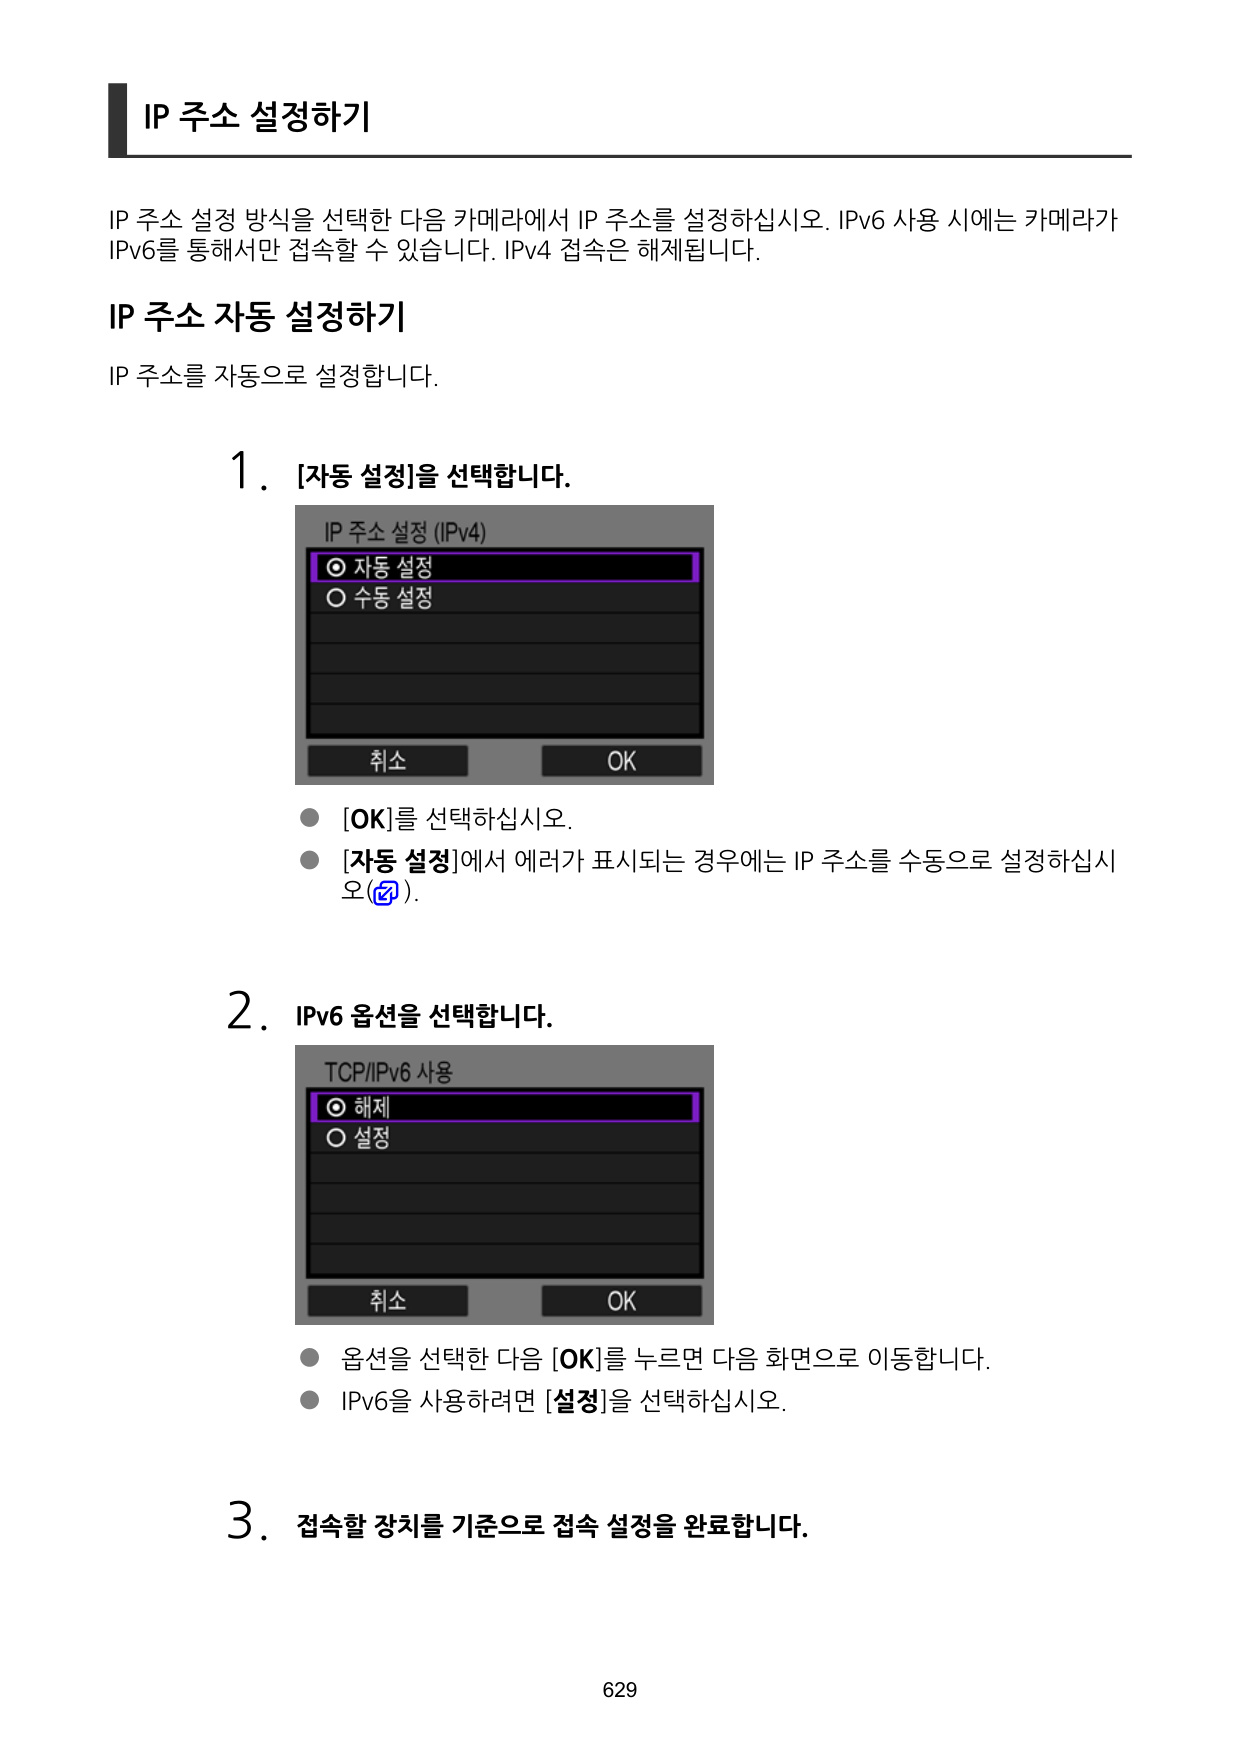 IP 주소 설정하기
IP 주소 설정 방식을 선택한 다음 카메라에서 IP 주소를 설정하십시오. IPv6 사용 시에는 카메라가
IPv6를 통해서만 접속할 수 있습니다. IPv4 접속은 해제됩니다.
IP 주소 자동 설정하기
IP 주소를 자동으로 설정합니다.
1. [자동 설정]을 선택합니다.
IP 주소 설정 (IPv4)
자동 설정
수동 설정
취소 OK
● [OK]를 선택하십시오.
● [자동 설정]에서 에러가 표시되는 경우에는 IP 주소를 수동으로 설정하십시
오( ).
2. IPv6 옵션을 선택합니다.
TCP/IPv6 사용
해제
설정
취소 OK
● 옵션을 선택한 다음 [OK]를 누르면 다음 화면으로 이동합니다.
● IPv6을 사용하려면 [설정]을 선택하십시오.
3. 접속할 장치를 기준으로 접속 설정을 완료합니다.
629